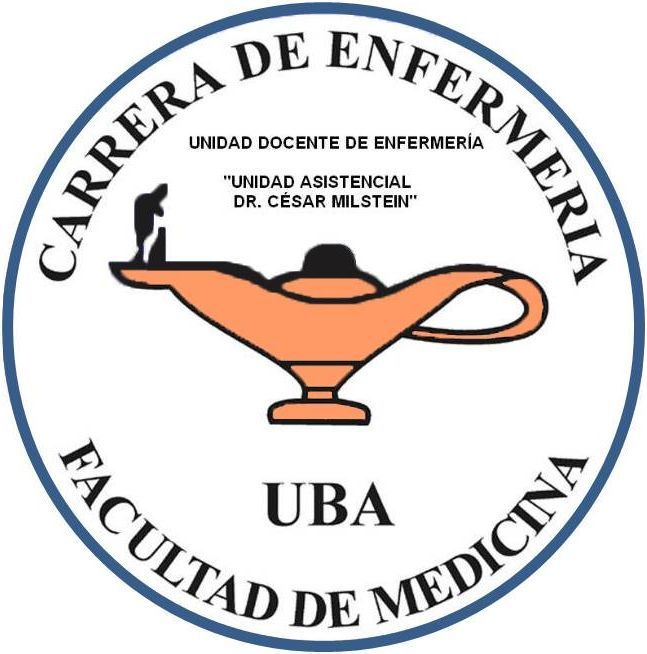 CARRERA DE ENFERMERIA
UNIDAD DOCENTE DE ENFERMERÍA
"UNIDAD ASISTENCIAL
DR. CÉSAR MILSTEIN"
UBA
FACULTAD DE MEDICINA